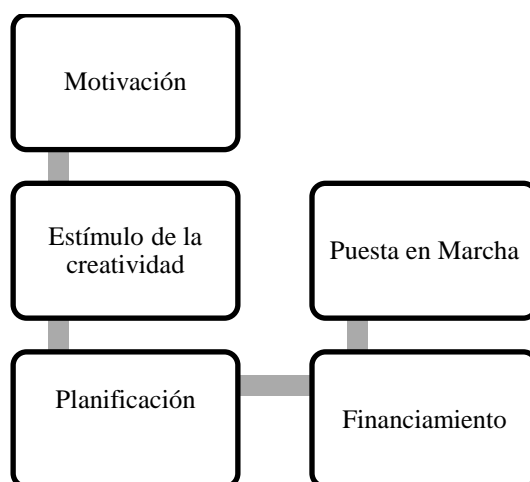 Motivación
Estímulo de la
creatividad
Planificación
Financiamiento
Puesta en Marcha